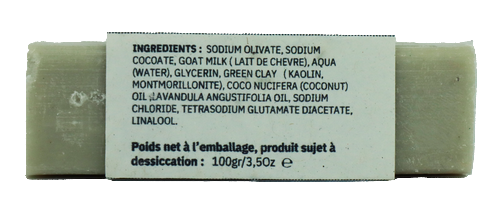 INGREDIENTS : SODIUM OLIVATE, SODIUM
COCOATE, GOAT MILK ( LAIT DE CHEVRE), AQUA
(WATER), GLYCERIN, GREEN CLAY ( KAOLIN,
MONTMORILLONITE), COCO NUCIFERA (COCONUT)
OIL ,LAVANDULA ANGUSTIFOLIA OIL, SODIUM
CHLORIDE, TETRASODIUM GLUTAMATE DIACETATE,
LINALOOL.
Poids net à l'emballage, produit sujet à
dessiccation : 100gr/3,5Oz ℮